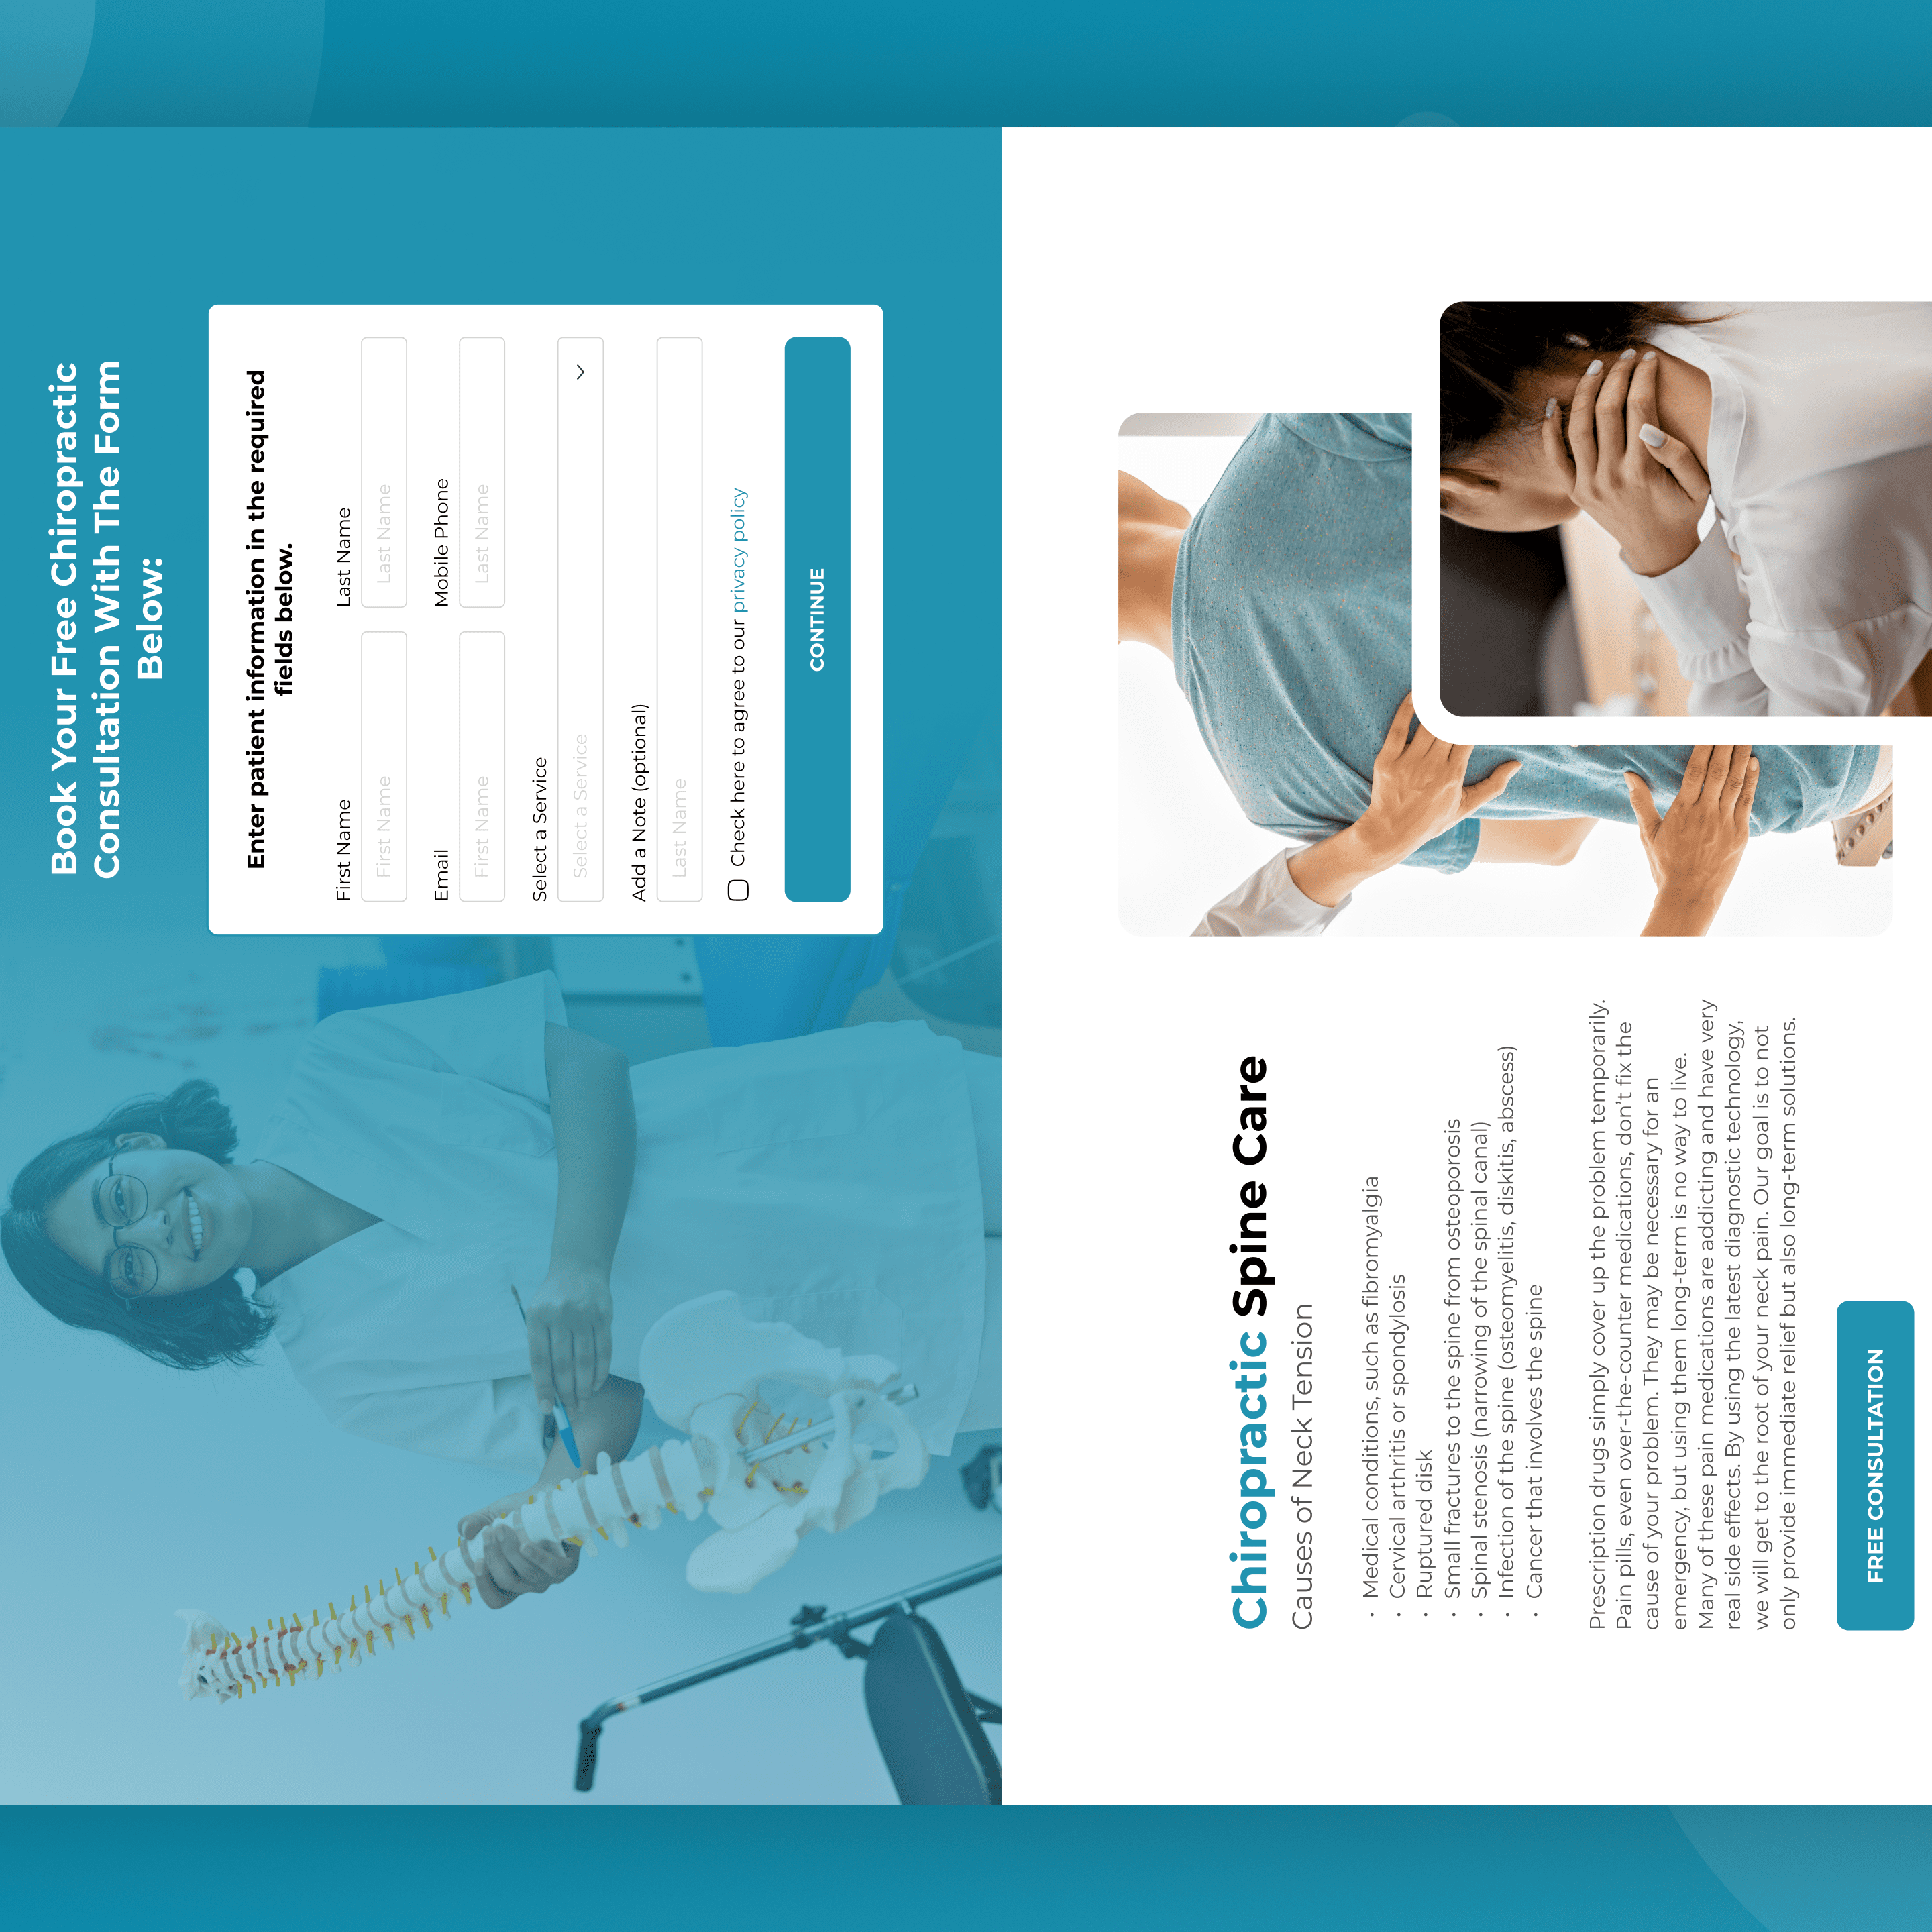 Book Your Free Chiropractic
Consultation With The Form
Below:
Enter patient information in the required
fields below.
First Name
Last Name
First Name
Last Name
Email
Mobile Phone
First Name
Last Name
Select a Service
Select a Service
Add a Note (optional)
Last Name
Check here to agree to our privacy policy
CONTINUE
Chiropractic Spine Care
Causes of Neck Tension
· Medical conditions, such as fibromyalgia
· Cervical arthritis or spondylosis
· Ruptured disk
· Small fractures to the spine from osteoporosis
· Spinal stenosis (narrowing of the spinal canal)
· Infection of the spine (osteomyelitis, diskitis, abscess)
· Cancer that involves the spine
Prescription drugs simply cover up the problem temporarily.
Pain pills, even over-the-counter medications, don't fix the
cause of your problem. They may be necessary for an
emergency, but using them long-term is no way to live.
Many of these pain medications are addicting and have very
real side effects. By using the latest diagnostic technology,
we will get to the root of your neck pain. Our goal is to not
only provide immediate relief but also long-term solutions.
FREE CONSULTATION